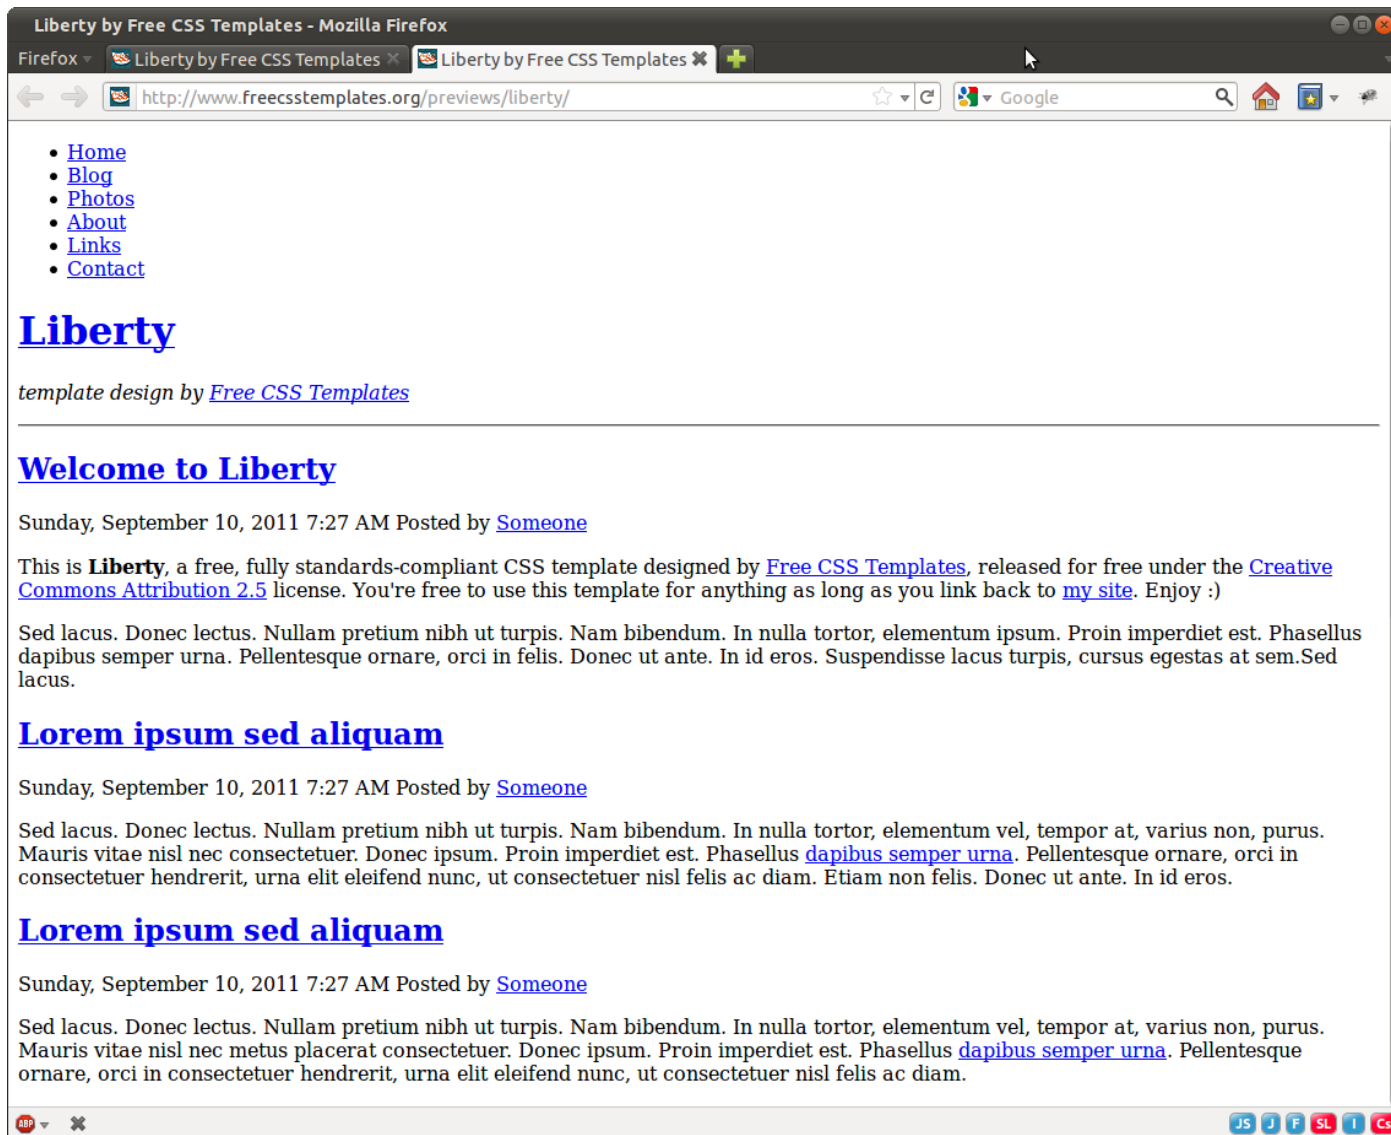 Liberty by Free CSS Templates - Mozilla Firefox
Firefox
Liberty by Free CSS Templates
Liberty by Free CSS Templates
http://www.freecsstemplates.org/previews/liberty/
Google
Home
Blog
Photos
About
Links
Contact
Liberty
template design by Free CSS Templates
Welcome to Liberty
Sunday, September 10, 2011 7:27 AM Posted by Someone
This is Liberty, a free, fully standards-compliant CSS template designed by Free CSS Templates, released for free under the Creative
Commons Attribution 2.5 license. You're free to use this template for anything as long as you link back to my site. Enjoy :)
Sed lacus. Donec lectus. Nullam pretium nibh ut turpis. Nam bibendum. In nulla tortor, elementum ipsum. Proin imperdiet est. Phasellus
dapibus semper urna. Pellentesque ornare, orci in felis. Donec ut ante. In id eros. Suspendisse lacus turpis, cursus egestas at sem.Sed
lacus.
Lorem ipsum sed aliquam
Sunday, September 10, 2011 7:27 AM Posted by Someone
Sed lacus. Donec lectus. Nullam pretium nibh ut turpis. Nam bibendum. In nulla tortor, elementum vel, tempor at, varius non, purus.
Mauris vitae nisl nec consectetuer. Donec ipsum. Proin imperdiet est. Phasellus dapibus semper urna. Pellentesque ornare, orci in
consectetuer hendrerit, urna elit eleifend nunc, ut consectetuer nisl felis ac diam. Etiam non felis. Donec ut ante. In id eros.
Lorem ipsum sed aliquam
Sunday, September 10, 2011 7:27 AM Posted by Someone
Sed lacus. Donec lectus. Nullam pretium nibh ut turpis. Nam bibendum. In nulla tortor, elementum vel, tempor at, varius non, purus.
Mauris vitae nisl nec metus placerat consectetuer. Donec ipsum. Proin imperdiet est. Phasellus dapibus semper urna. Pellentesque
ornare, orci in consectetuer hendrerit, urna elit eleifend nunc, ut consectetuer nisl felis ac diam.
ABP JS J F SL I Cs